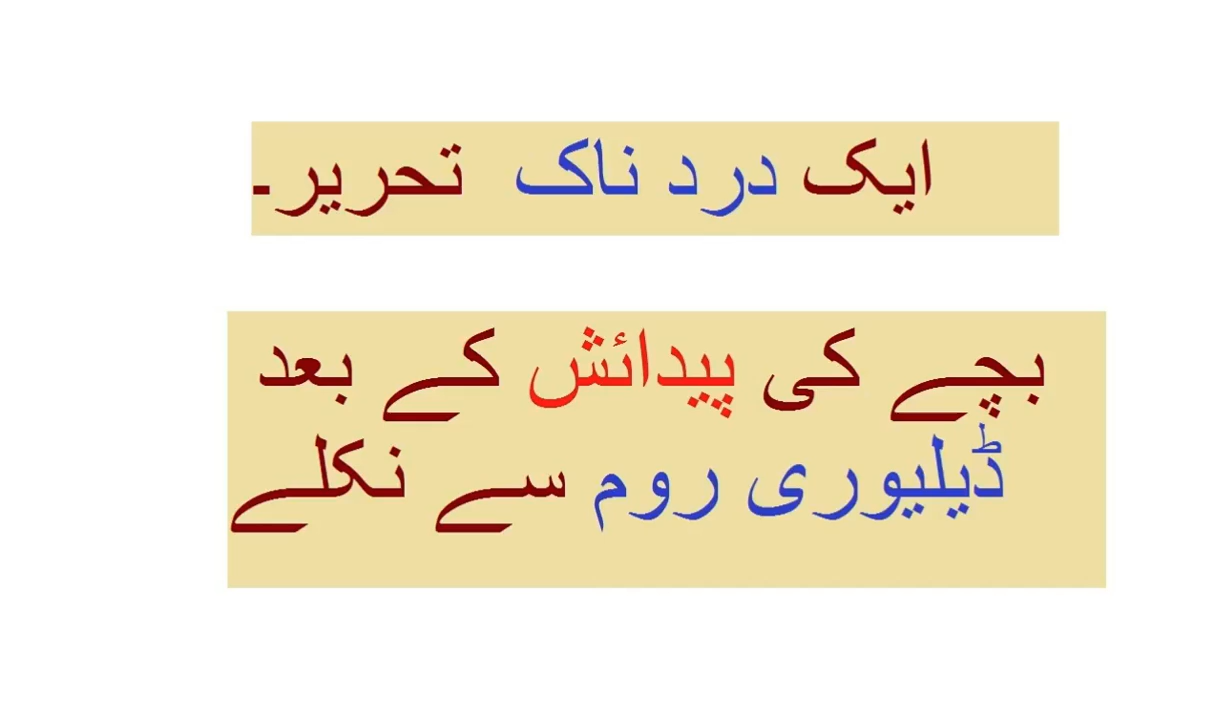 ایک درد ناک تحریر۔
بچے کی پیدائش کے بعد
ڈیلیوری روم سے نکلے